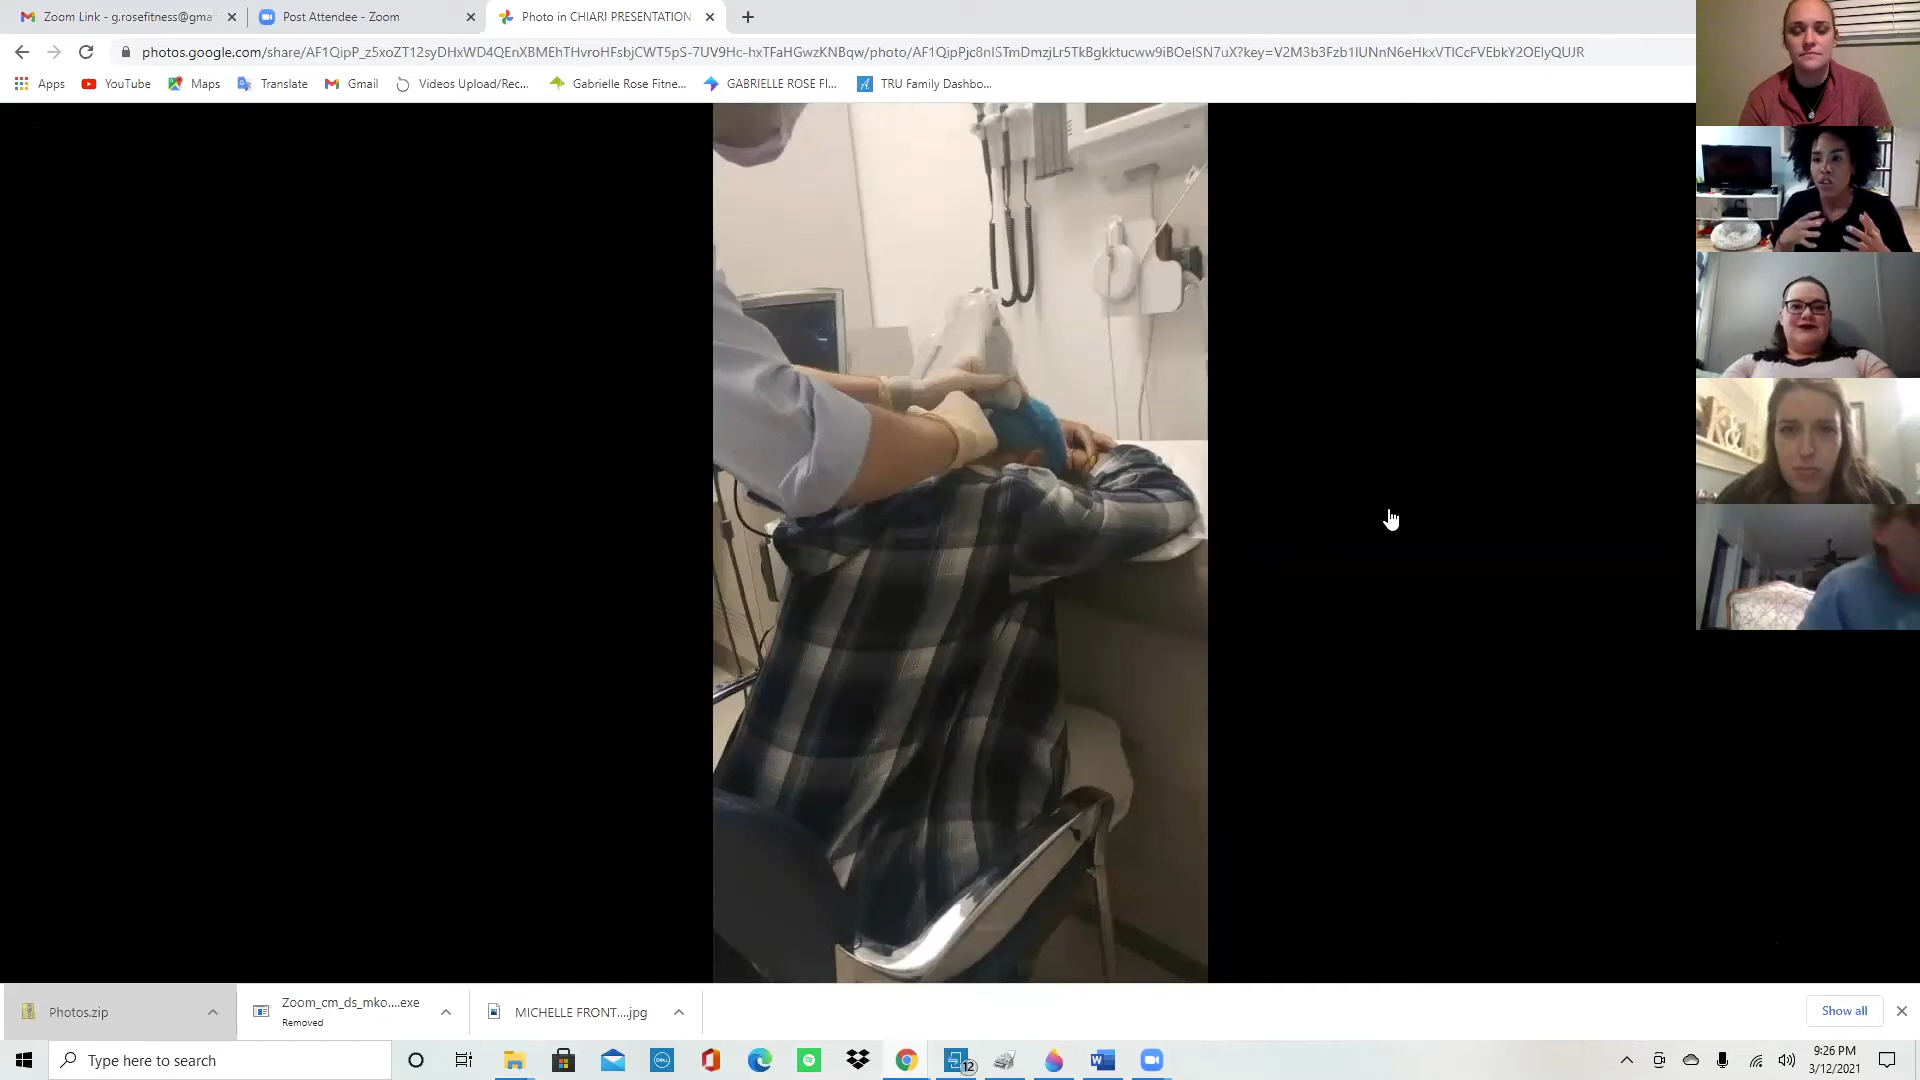 Zoom Link - g.rosefitness@gma
Post Attendee - Zoom
Photo in CHIARI PRESENTATION
photos.google.com/share/AF1QipP_z5xoZT12syDHxWD4QEnXBMEhTHvroHFsbjCWT5pS-7UV9Hc-hxTFaHGwzKNBqw/photo/AF1QipPjc8nISTmDmzjLr5TkBgkktucww9iBOelSN7uX?key=V2M3b3Fzb1lUNnN6eHkxVTlCcFVEbkY2OElyQUJR
Apps
YouTube
Maps
Translate
Gmail
Videos Upload/Rec...
Gabrielle Rose Fitne...
GABRIELLE ROSE FI...
TRU Family Dashbo...
Photos.zip
Zoom_cm_ds_mko....exe
Removed
MICHELLE FRONT....jpg
Show all
Type here to search
DELL
12
9:26 PM
3/12/2021